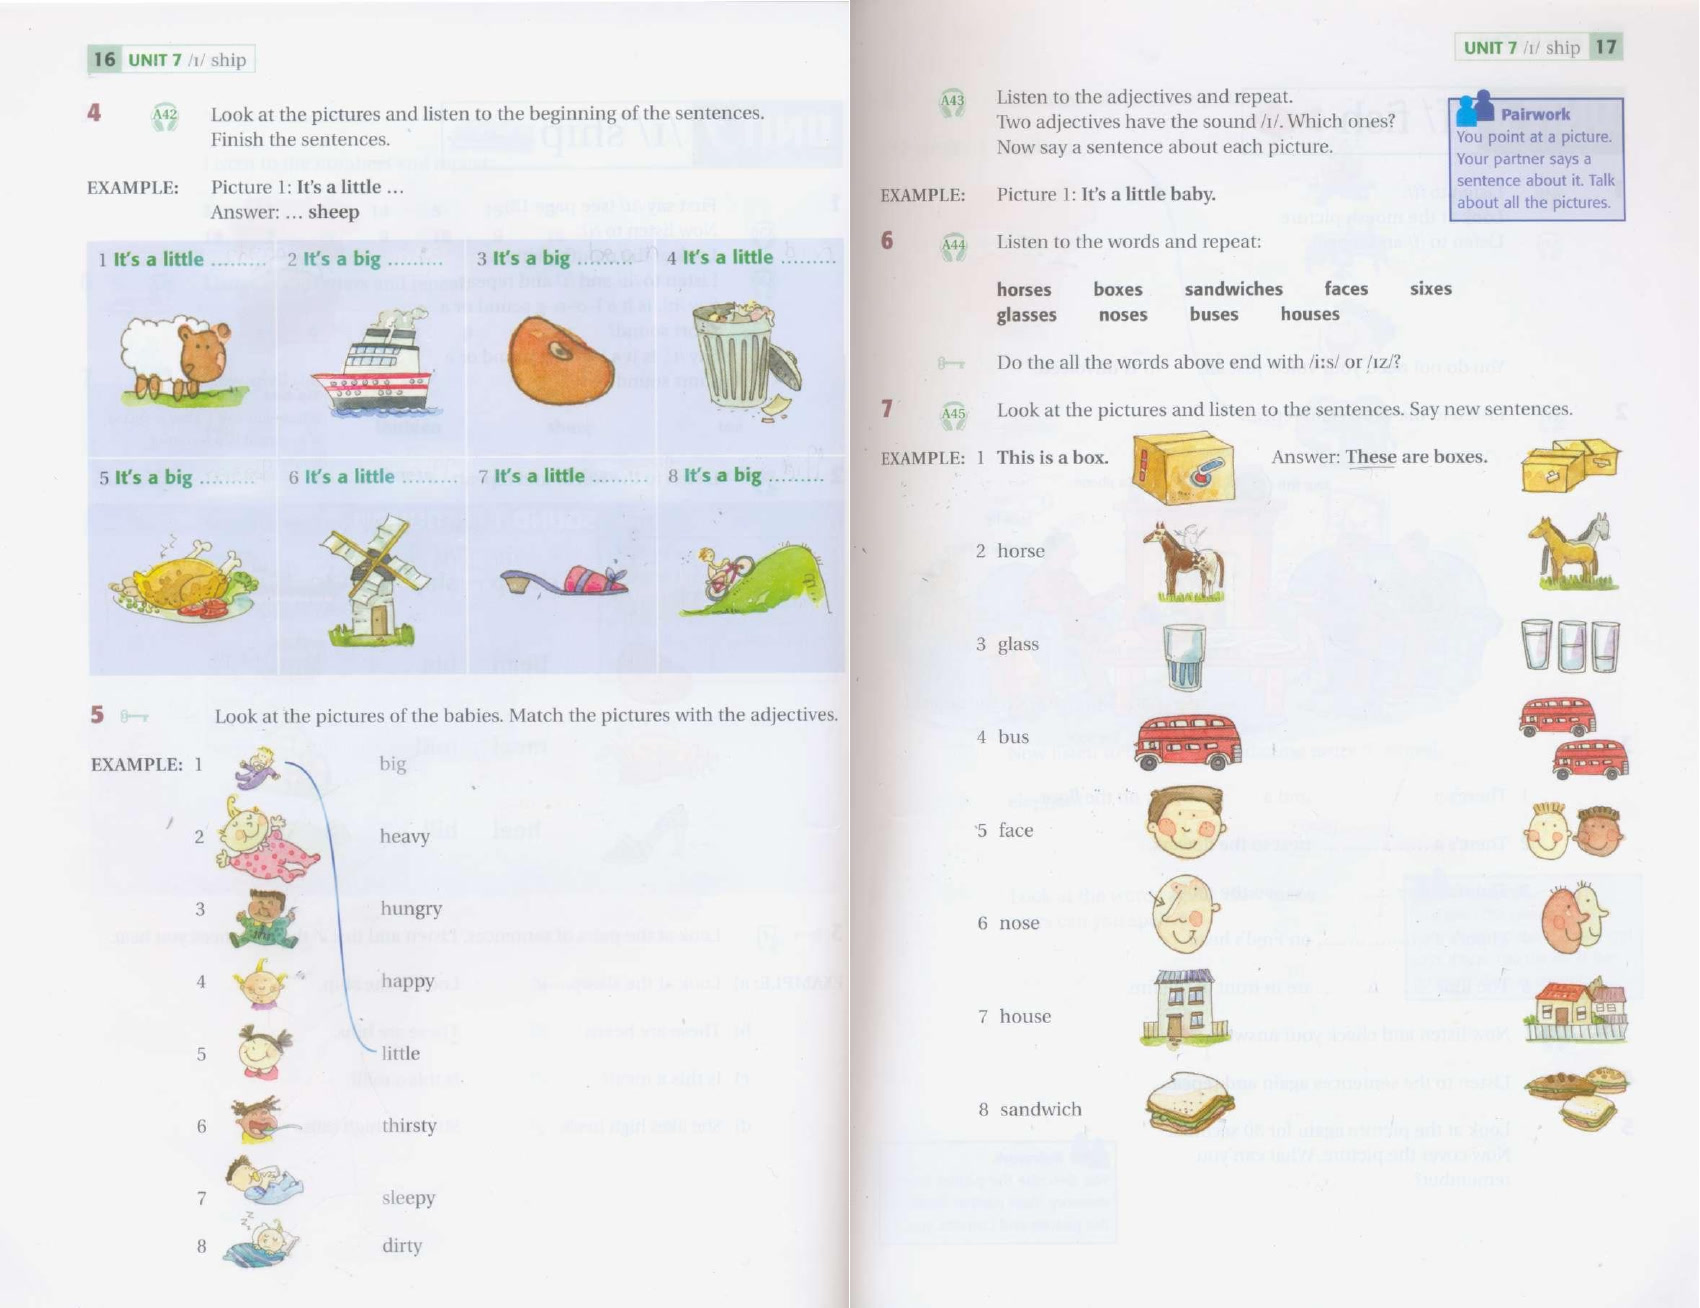 16 UNIT 7 /ɪ/ ship
4 A42 Look at the pictures and listen to the beginning of the sentences.
Finish the sentences.
EXAMPLE: Picture 1: It's a little ...
Answer: ... sheep
1 It's a little .......... 2 It's a big .......... 3 It's a big .......... 4 It's a little ..........
5 It's a big .......... 6 It's a little .......... 7 It's a little .......... 8 It's a big ..........
5 Look at the pictures of the babies. Match the pictures with the adjectives.
EXAMPLE: 1 big
2 heavy
3 hungry
4 happy
5 little
6 thirsty
7 sleepy
8 dirty
UNIT 7 /ɪ/ ship 17
A43 Listen to the adjectives and repeat.
Two adjectives have the sound /ɪ/. Which ones?
Now say a sentence about each picture.
EXAMPLE: Picture 1: It's a little baby.
Pairwork
You point at a picture.
Your partner says a
sentence about it. Talk
about all the pictures.
6 A44 Listen to the words and repeat:
horses boxes sandwiches faces sixes
glasses noses buses houses
Do the all the words above end with /iːs/ or /ɪz/?
7 A45 Look at the pictures and listen to the sentences. Say new sentences.
EXAMPLE: 1 This is a box. Answer: These are boxes.
2 horse
3 glass
4 bus
5 face
6 nose
7 house
8 sandwich